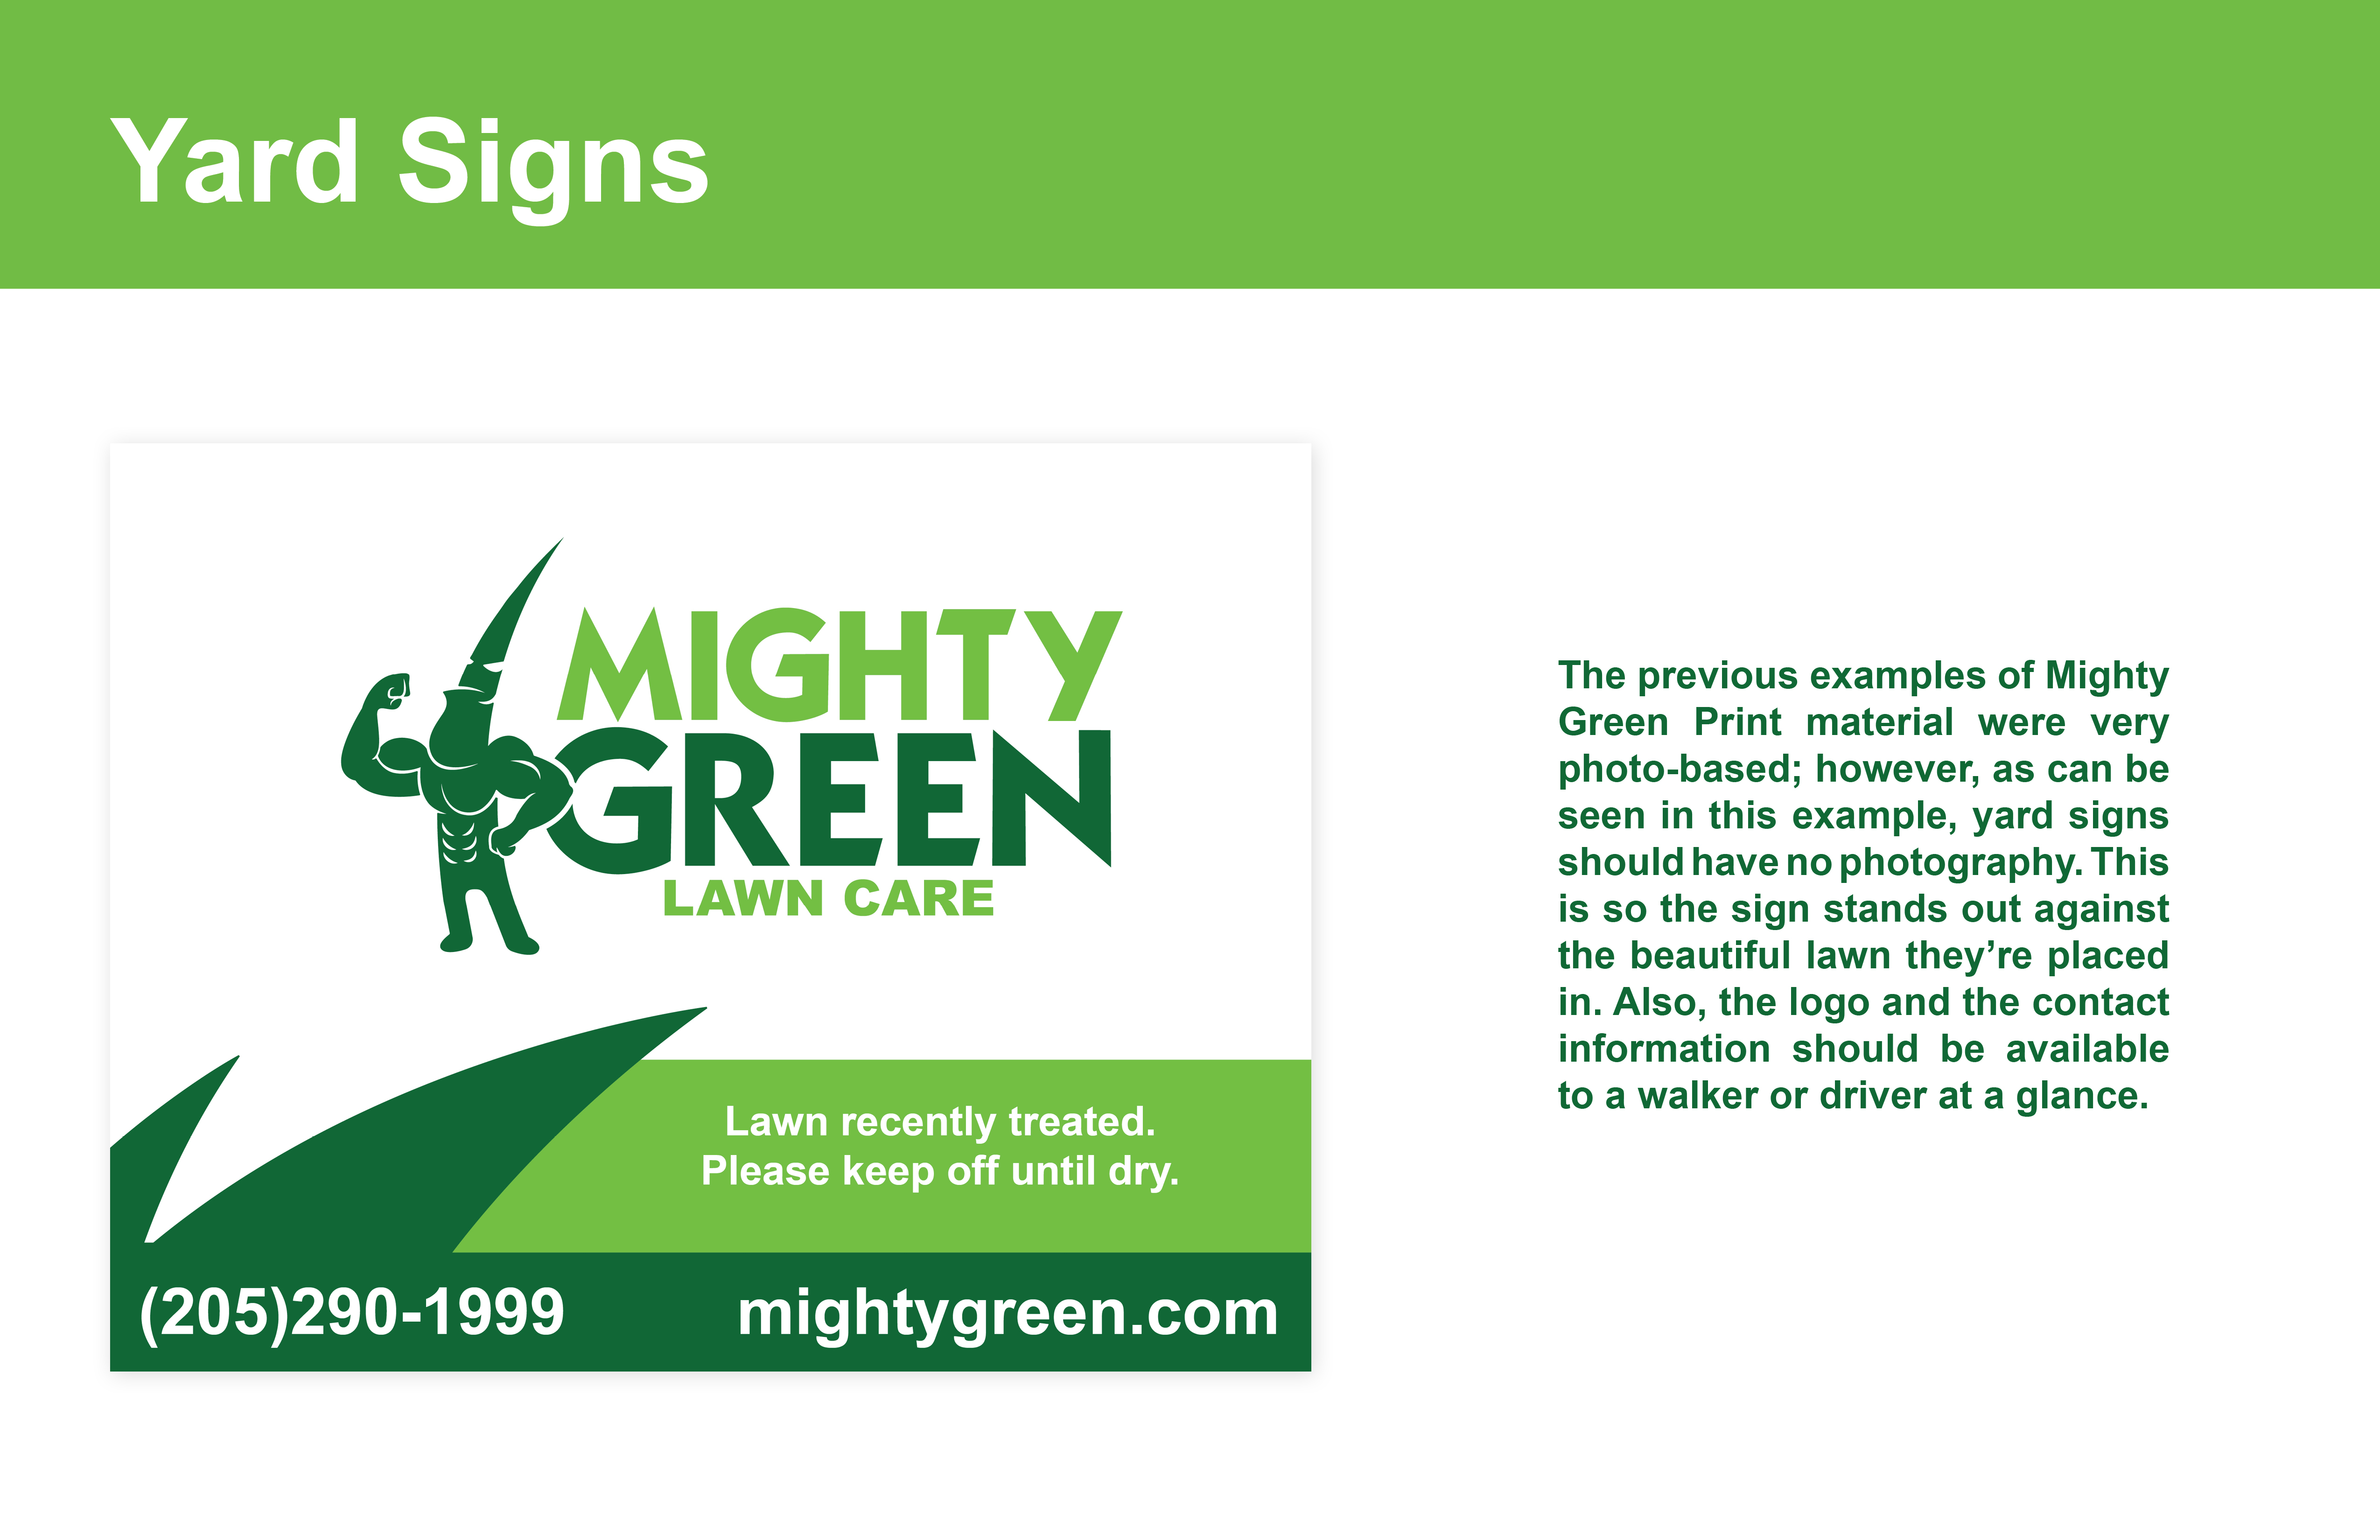 Yard Signs
MIGHTY
GREEN
LAWN CARE
Lawn recently treated.
Please keep off until dry.
(205)290-1999
mightygreen.com
The previous examples of Mighty
Green Print material were very
photo-based; however, as can be
seen in this example, yard signs
should have no photography. This
is so the sign stands out against
the beautiful lawn they’re placed
in. Also, the logo and the contact
information should be available
to a walker or driver at a glance.